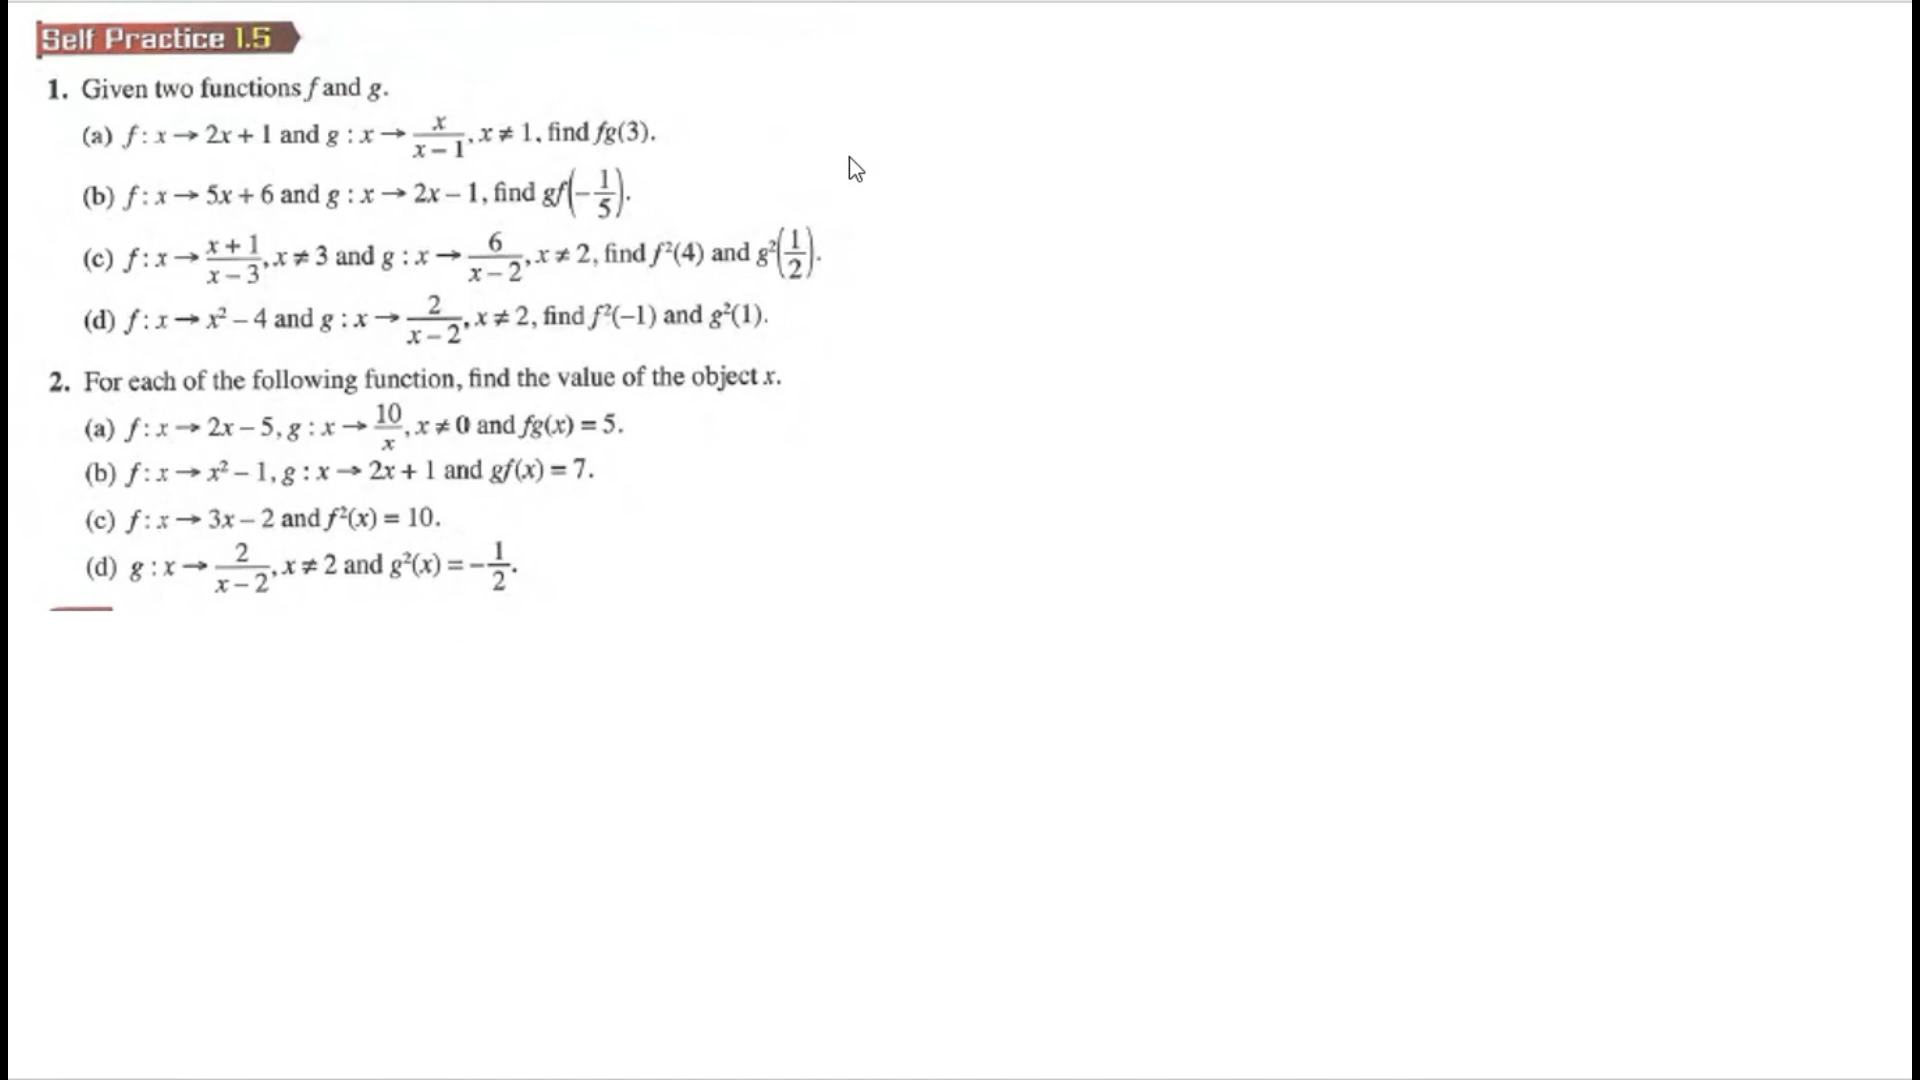 Self Practice 1.5
1. Given two functions f and g.
(a) f : x → 2x + 1 and g : x → x/(x − 1), x ≠ 1, find fg(3).
(b) f : x → 5x + 6 and g : x → 2x − 1, find gf(−1/5).
(c) f : x → (x + 1)/(x − 3), x ≠ 3 and g : x → 6/(x − 2), x ≠ 2, find f²(4) and g²(1/2).
(d) f : x → x² − 4 and g : x → 2/(x − 2), x ≠ 2, find f²(−1) and g²(1).
2. For each of the following function, find the value of the object x.
(a) f : x → 2x − 5, g : x → 10/x, x ≠ 0 and fg(x) = 5.
(b) f : x → x² − 1, g : x → 2x + 1 and gf(x) = 7.
(c) f : x → 3x − 2 and f²(x) = 10.
(d) g : x → 2/(x − 2), x ≠ 2 and g²(x) = −1/2.